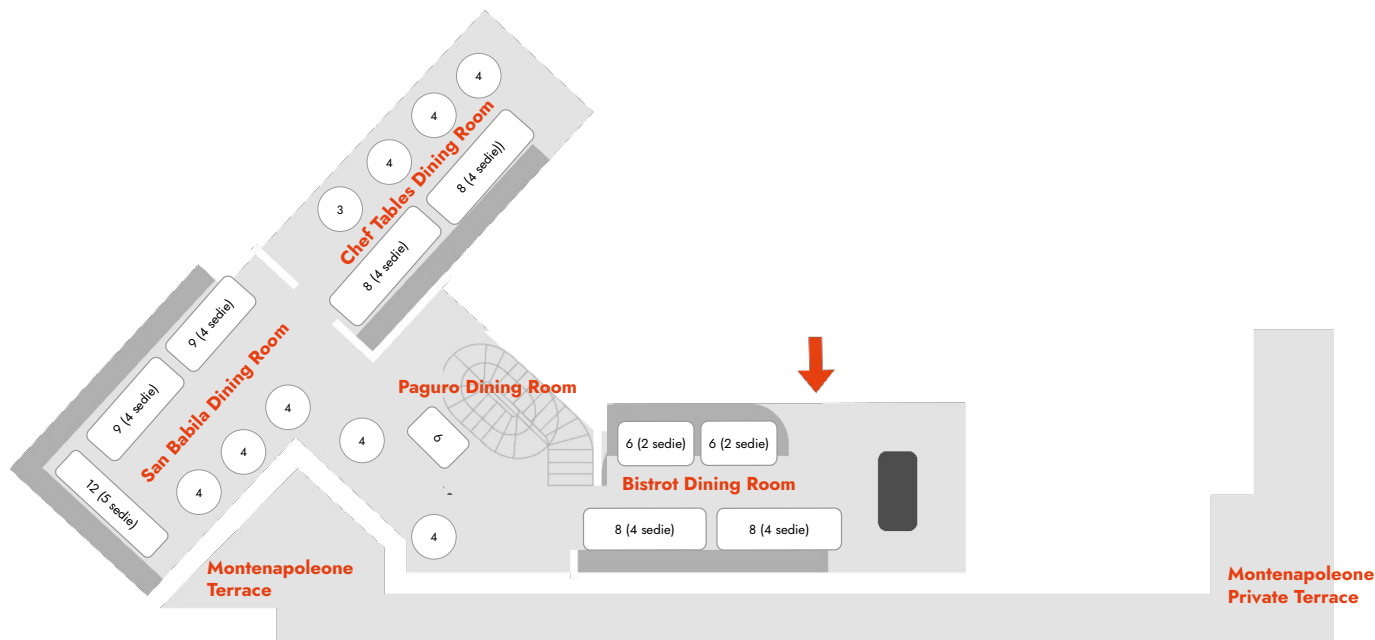 4
4
4
3
Chef Tables Dining Room
8 (4 sedie))
8 (4 sedie)
9 (4 sedie)
9 (4 sedie)
12 (5 sedie)
San Babila Dining Room
4
4
4
Paguro Dining Room
4
6
4
6 (2 sedie)
6 (2 sedie)
Bistrot Dining Room
8 (4 sedie)
8 (4 sedie)
Montenapoleone
Terrace
Montenapoleone
Private Terrace